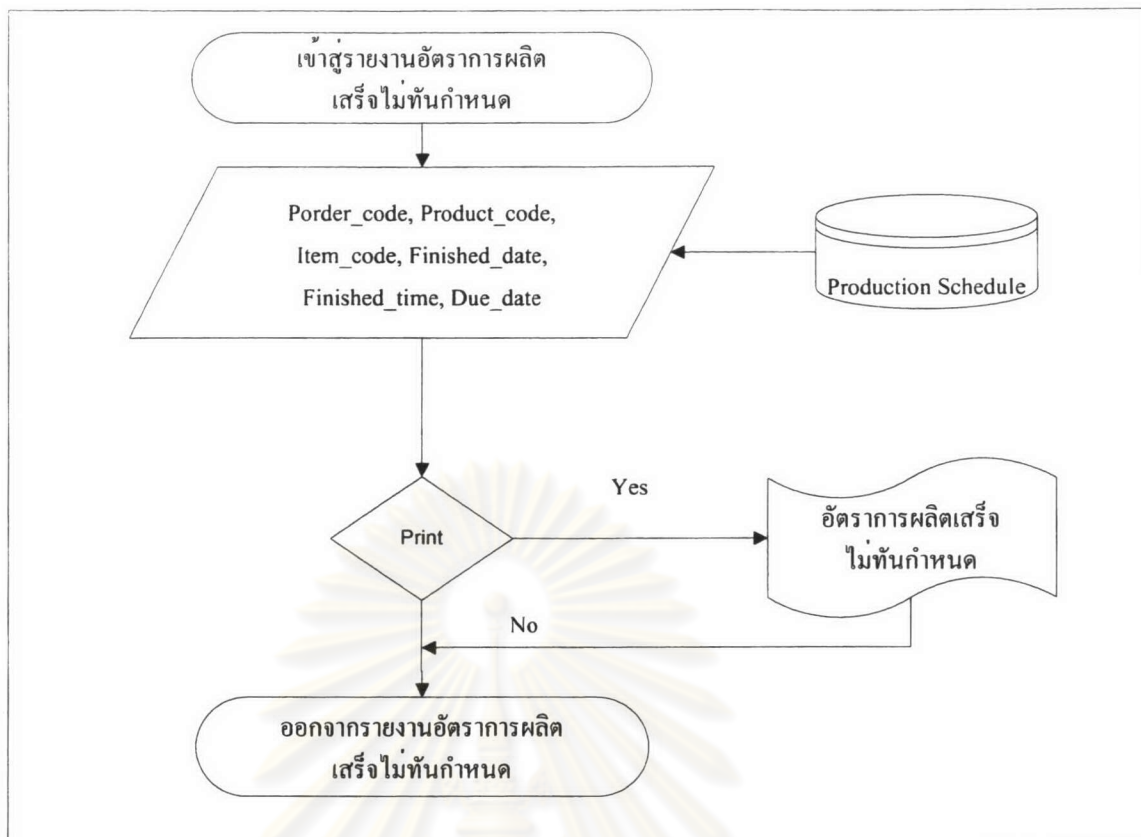 เข้าสู่รายงานอัตราการผลิต
เสร็จไม่ทันกำหนด
Porder_code, Product_code,
Item_code, Finished_date,
Finished_time, Due_date
Production Schedule
Print
Yes
อัตราการผลิตเสร็จ
ไม่ทันกำหนด
No
ออกจากรายงานอัตราการผลิต
เสร็จไม่ทันกำหนด